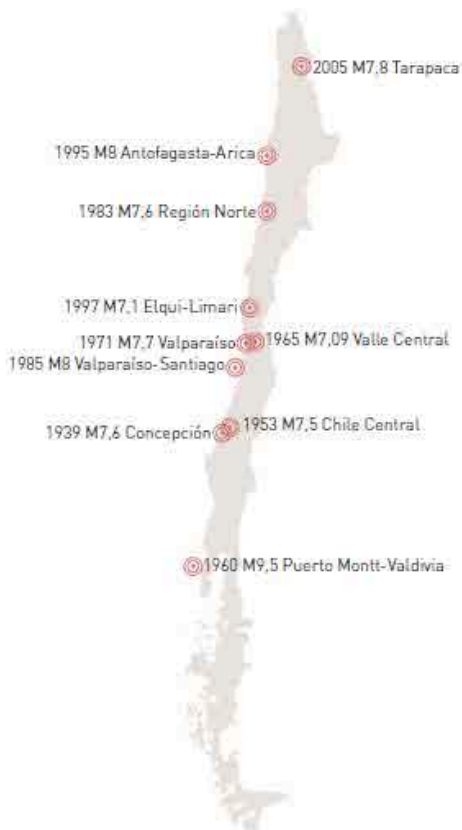 2005 M7,8 Tarapaca
1995 M8 Antofagasta-Arica
1983 M7,6 Región Norte
1997 M7,1 Elqui-Limari
1971 M7,7 Valparaíso
1965 M7,09 Valle Central
1985 M8 Valparaíso-Santiago
1953 M7,5 Chile Central
1939 M7,6 Concepción
1960 M9,5 Puerto Montt-Valdivia